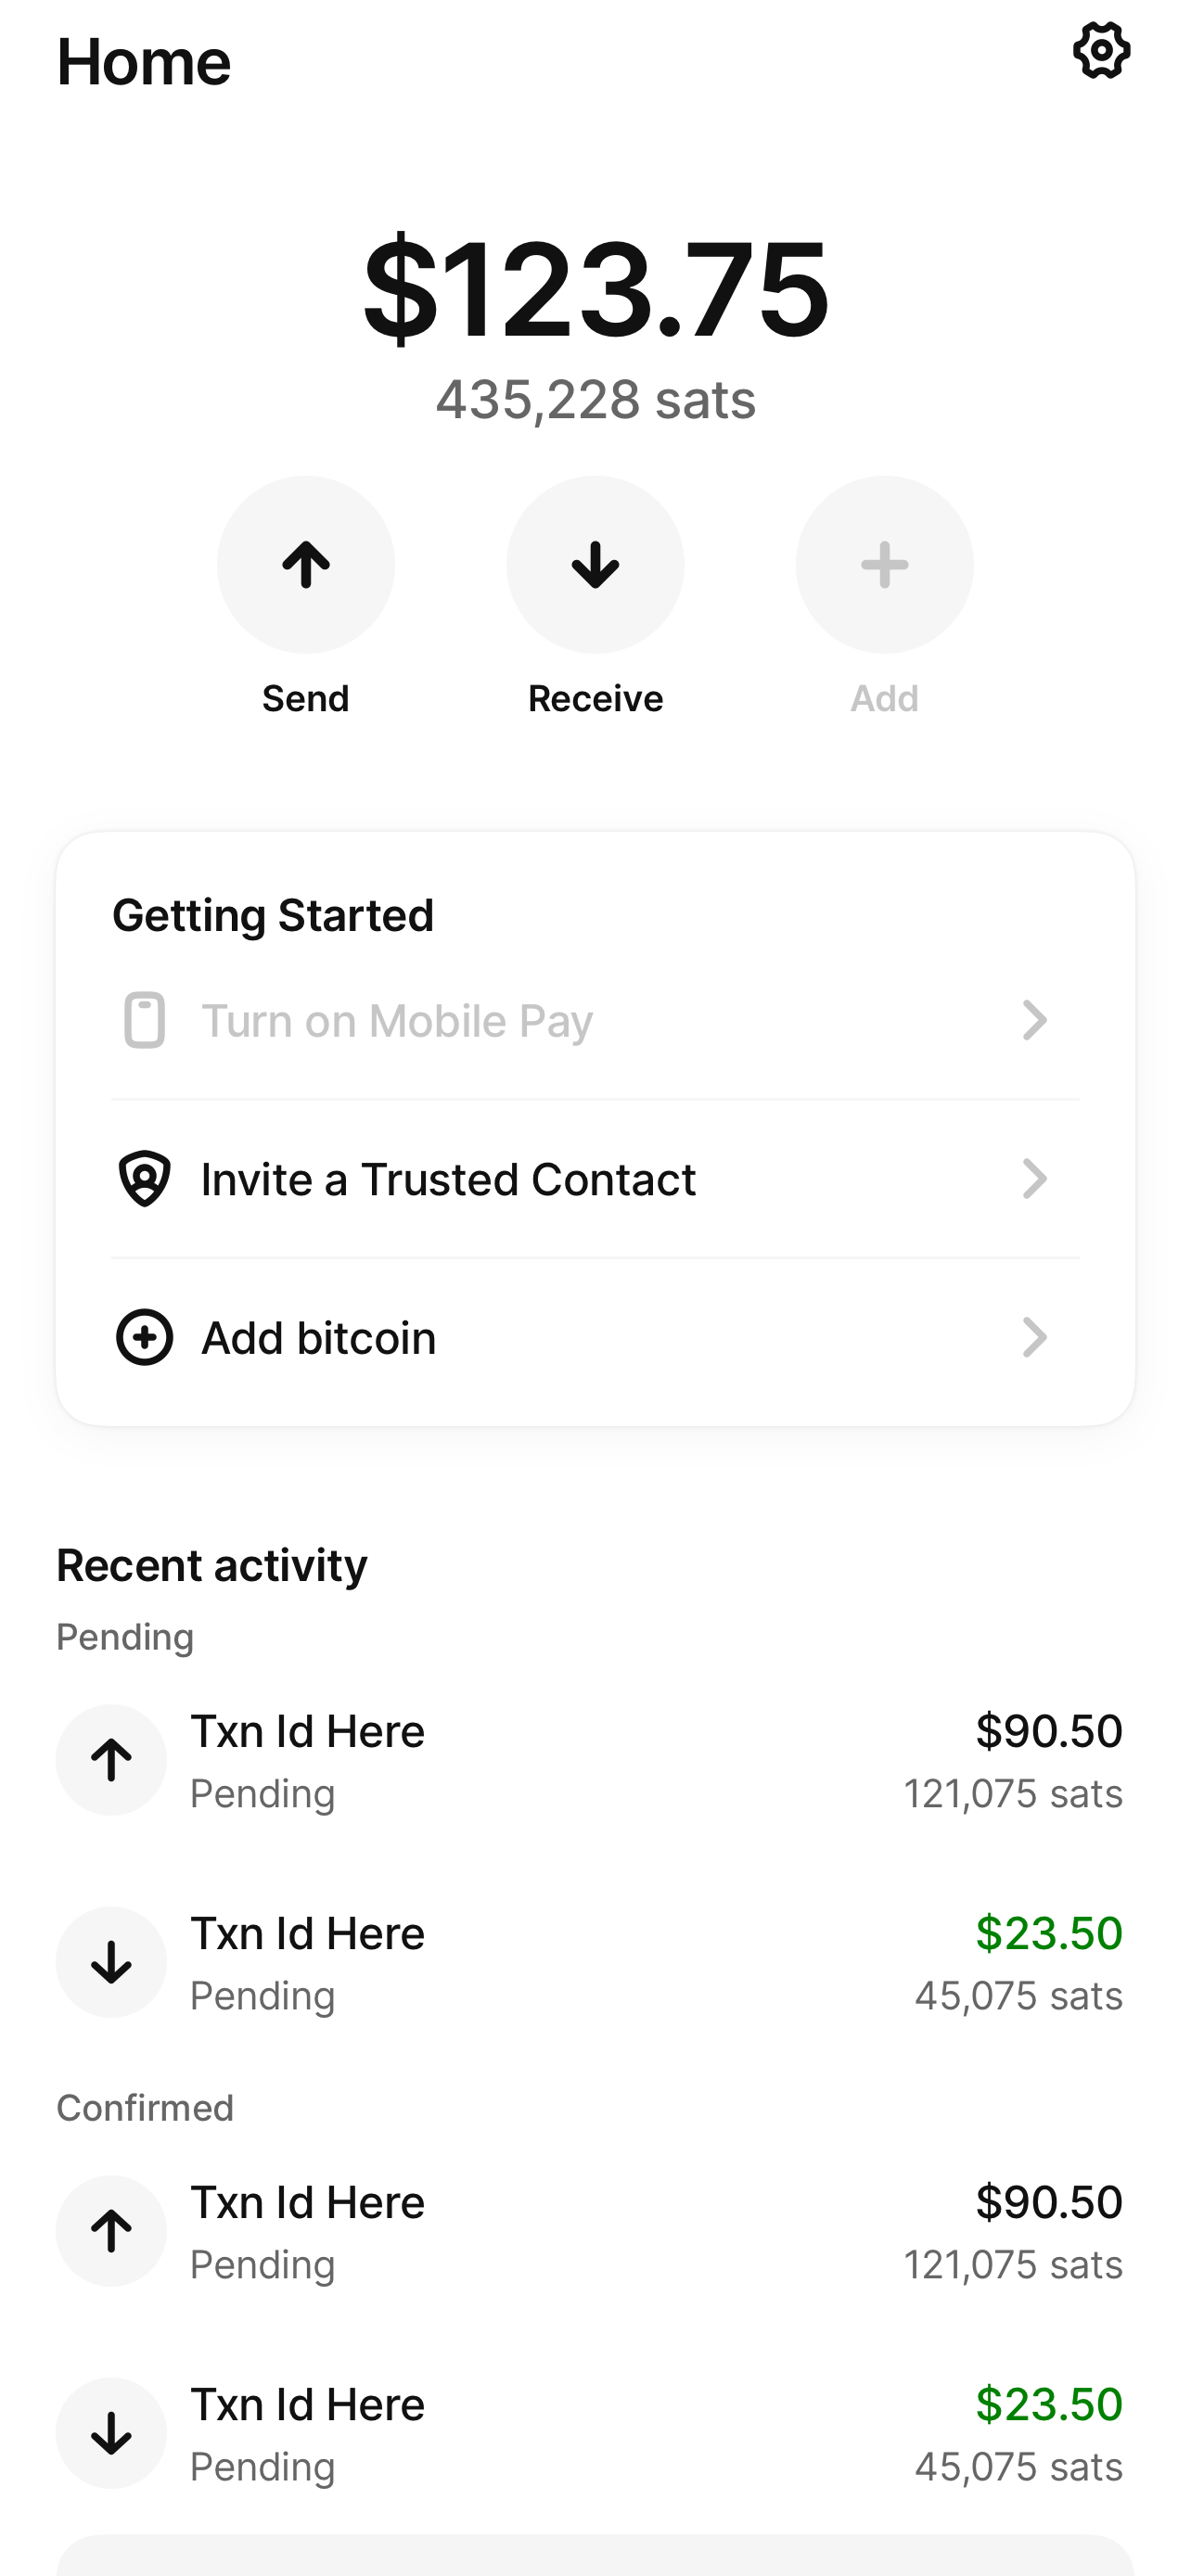 Home
$123.75
435,228 sats
Send Receive Add
Getting Started
Turn on Mobile Pay
Invite a Trusted Contact
Add bitcoin
Recent activity
Pending
Txn Id Here $90.50
Pending 121,075 sats
Txn Id Here $23.50
Pending 45,075 sats
Confirmed
Txn Id Here $90.50
Pending 121,075 sats
Txn Id Here $23.50
Pending 45,075 sats